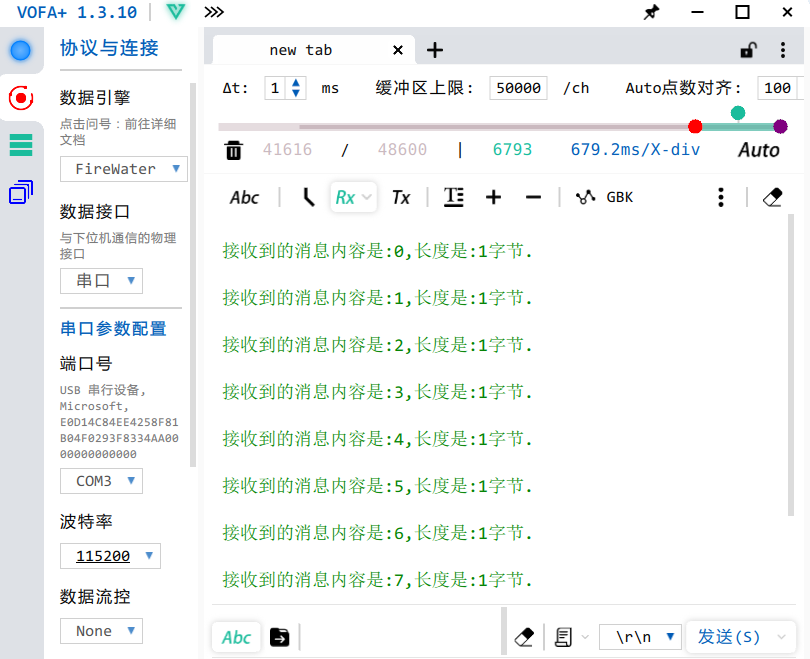 VOFA+ 1.3.10
协议与连接
数据引擎
点击问号：前往详细
文档
FireWater
数据接口
与下位机通信的物理
接口
串口
串口参数配置
端口号
USB 串行设备,
Microsoft,
E0D14C84EE4258F81
B04F0293F8334AA00
0000000000000
COM3
波特率
115200
数据流控
None
new tab
Δt: 1 ms 缓冲区上限: 50000 /ch Auto点数对齐: 100
41616 / 48600 | 6793 679.2ms/X-div Auto
Abc Rx Tx GBK
接收到的消息内容是:0,长度是:1字节.
接收到的消息内容是:1,长度是:1字节.
接收到的消息内容是:2,长度是:1字节.
接收到的消息内容是:3,长度是:1字节.
接收到的消息内容是:4,长度是:1字节.
接收到的消息内容是:5,长度是:1字节.
接收到的消息内容是:6,长度是:1字节.
接收到的消息内容是:7,长度是:1字节.
Abc \r\n 发送(S)